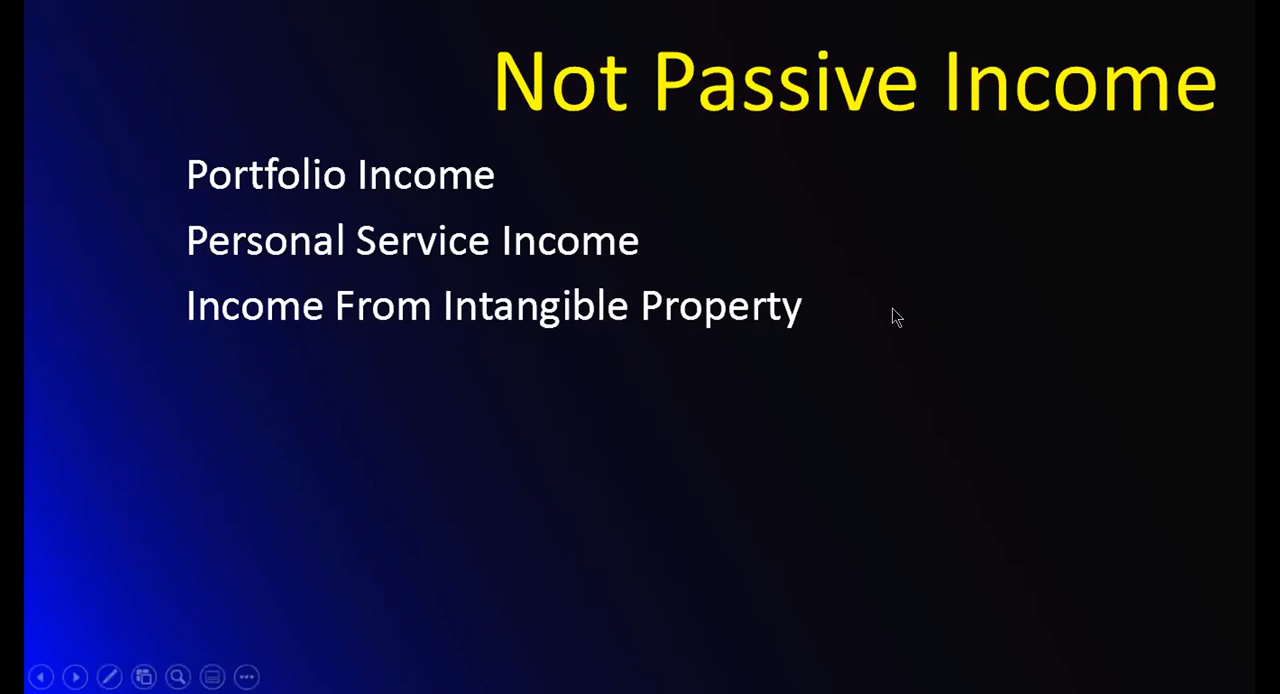 Not Passive Income
Portfolio Income
Personal Service Income
Income From Intangible Property